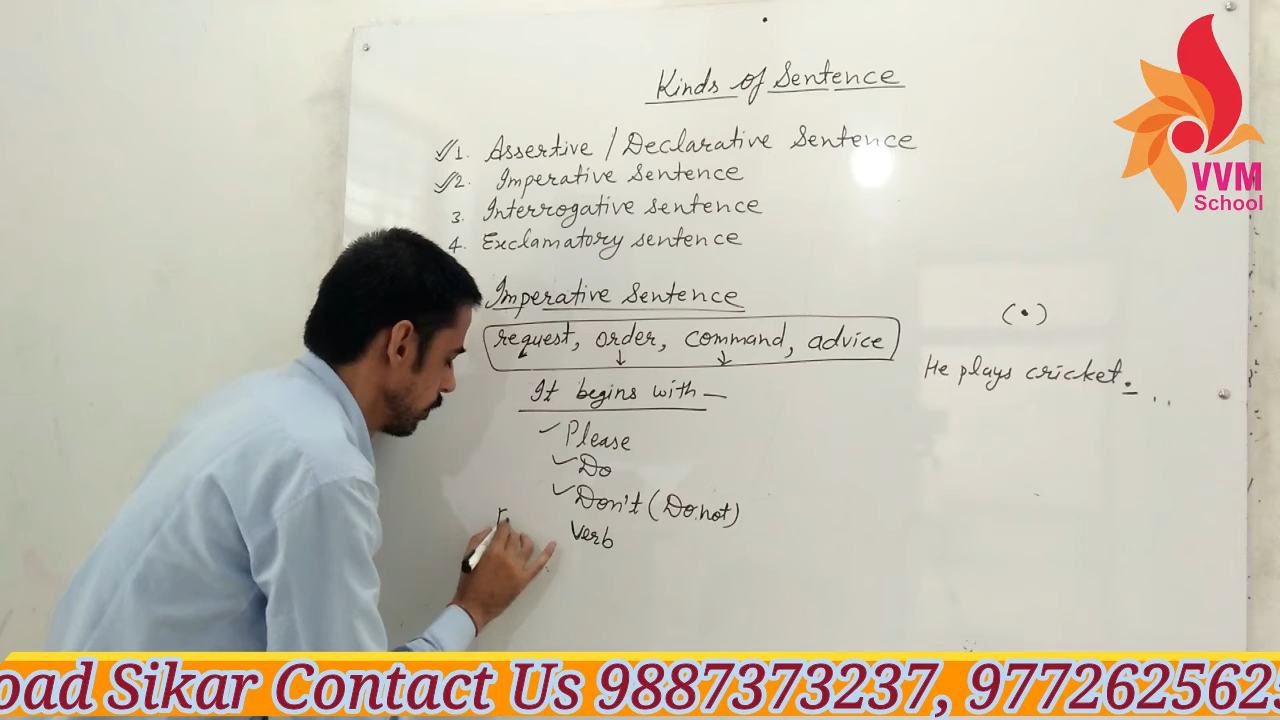 Kinds of Sentence
1. Assertive / Declarative Sentence
2. Imperative Sentence
3. Interrogative sentence
4. Exclamatory sentence
Imperative Sentence
request, order, command, advice
It begins with —
Please
Do
Don't (Do not)
Verb
(•)
He plays cricket.
VVM
School
oad Sikar Contact Us 9887373237, 9772625625